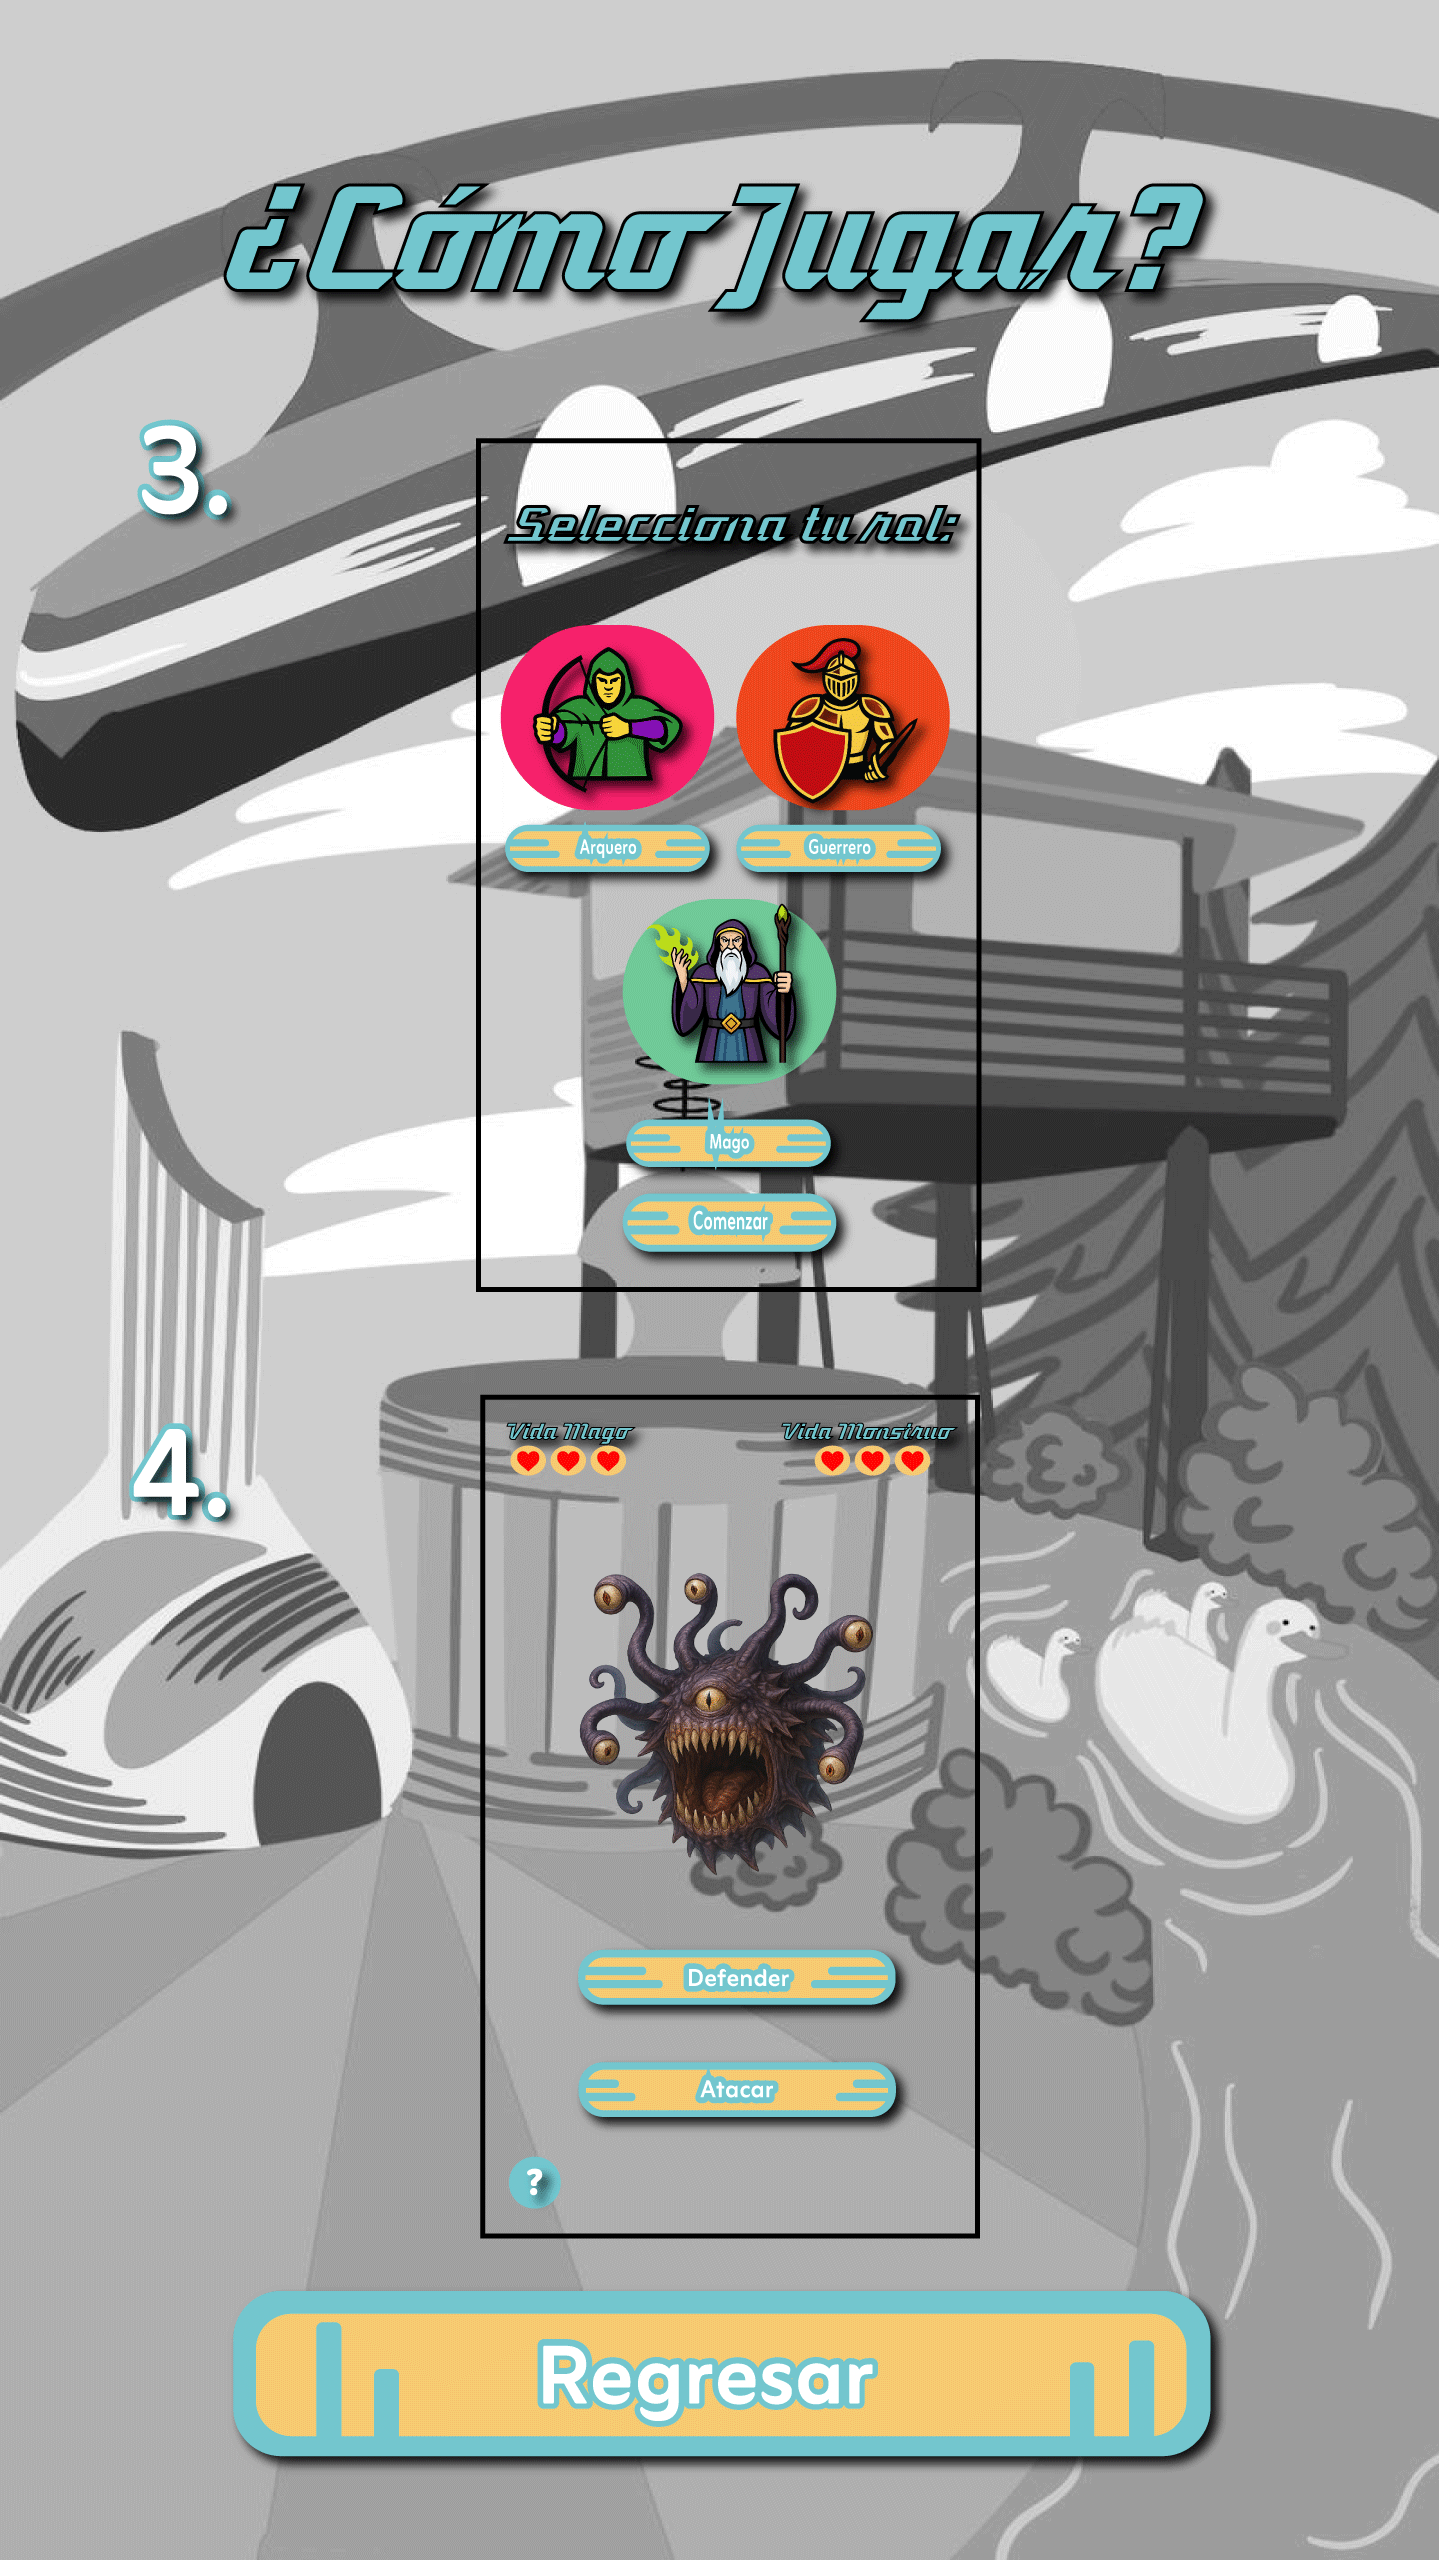 ¿Cómo Jugar?
3.
Selecciona tu rol:
Arquero
Guerrero
Mago
Comenzar
4.
Vida Mago
Vida Monstruo
Defender
Atacar
?
Regresar